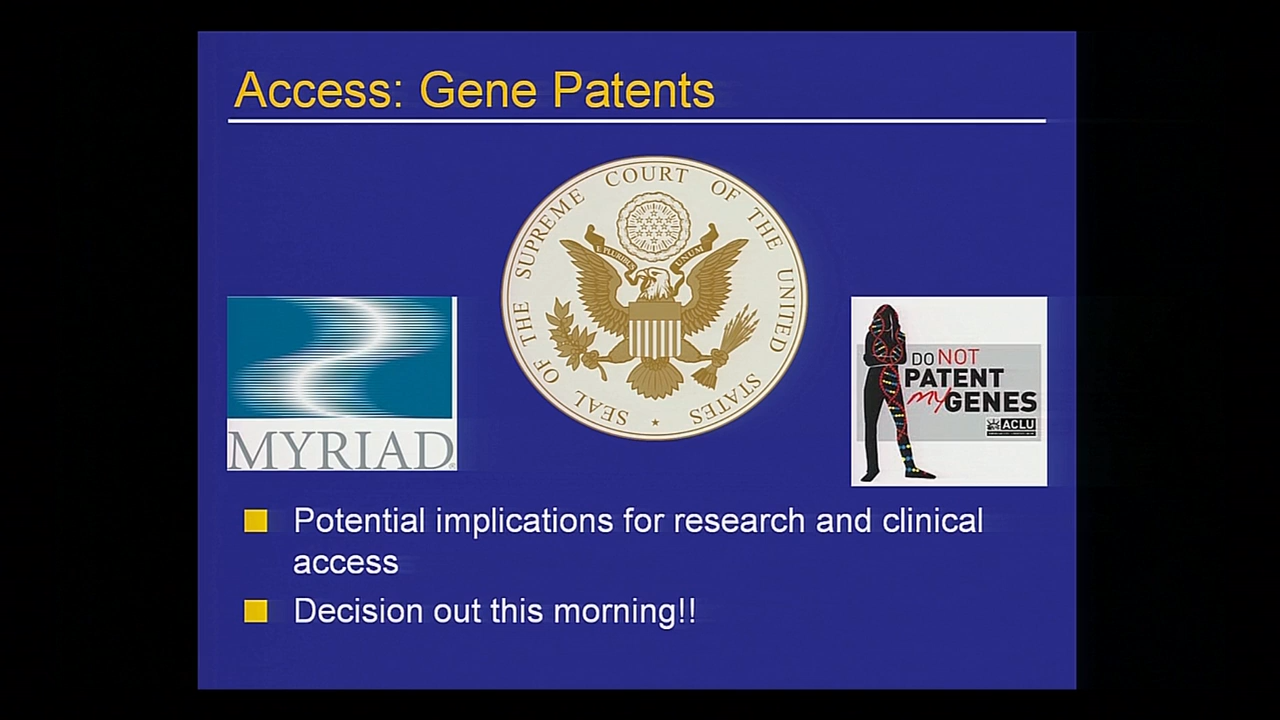 Access: Gene Patents
SEAL OF THE SUPREME COURT OF THE UNITED STATES
E PLURIBUS UNUM
MYRIAD
DO NOT
PATENT
my GENES
ACLU
Potential implications for research and clinical
access
Decision out this morning!!